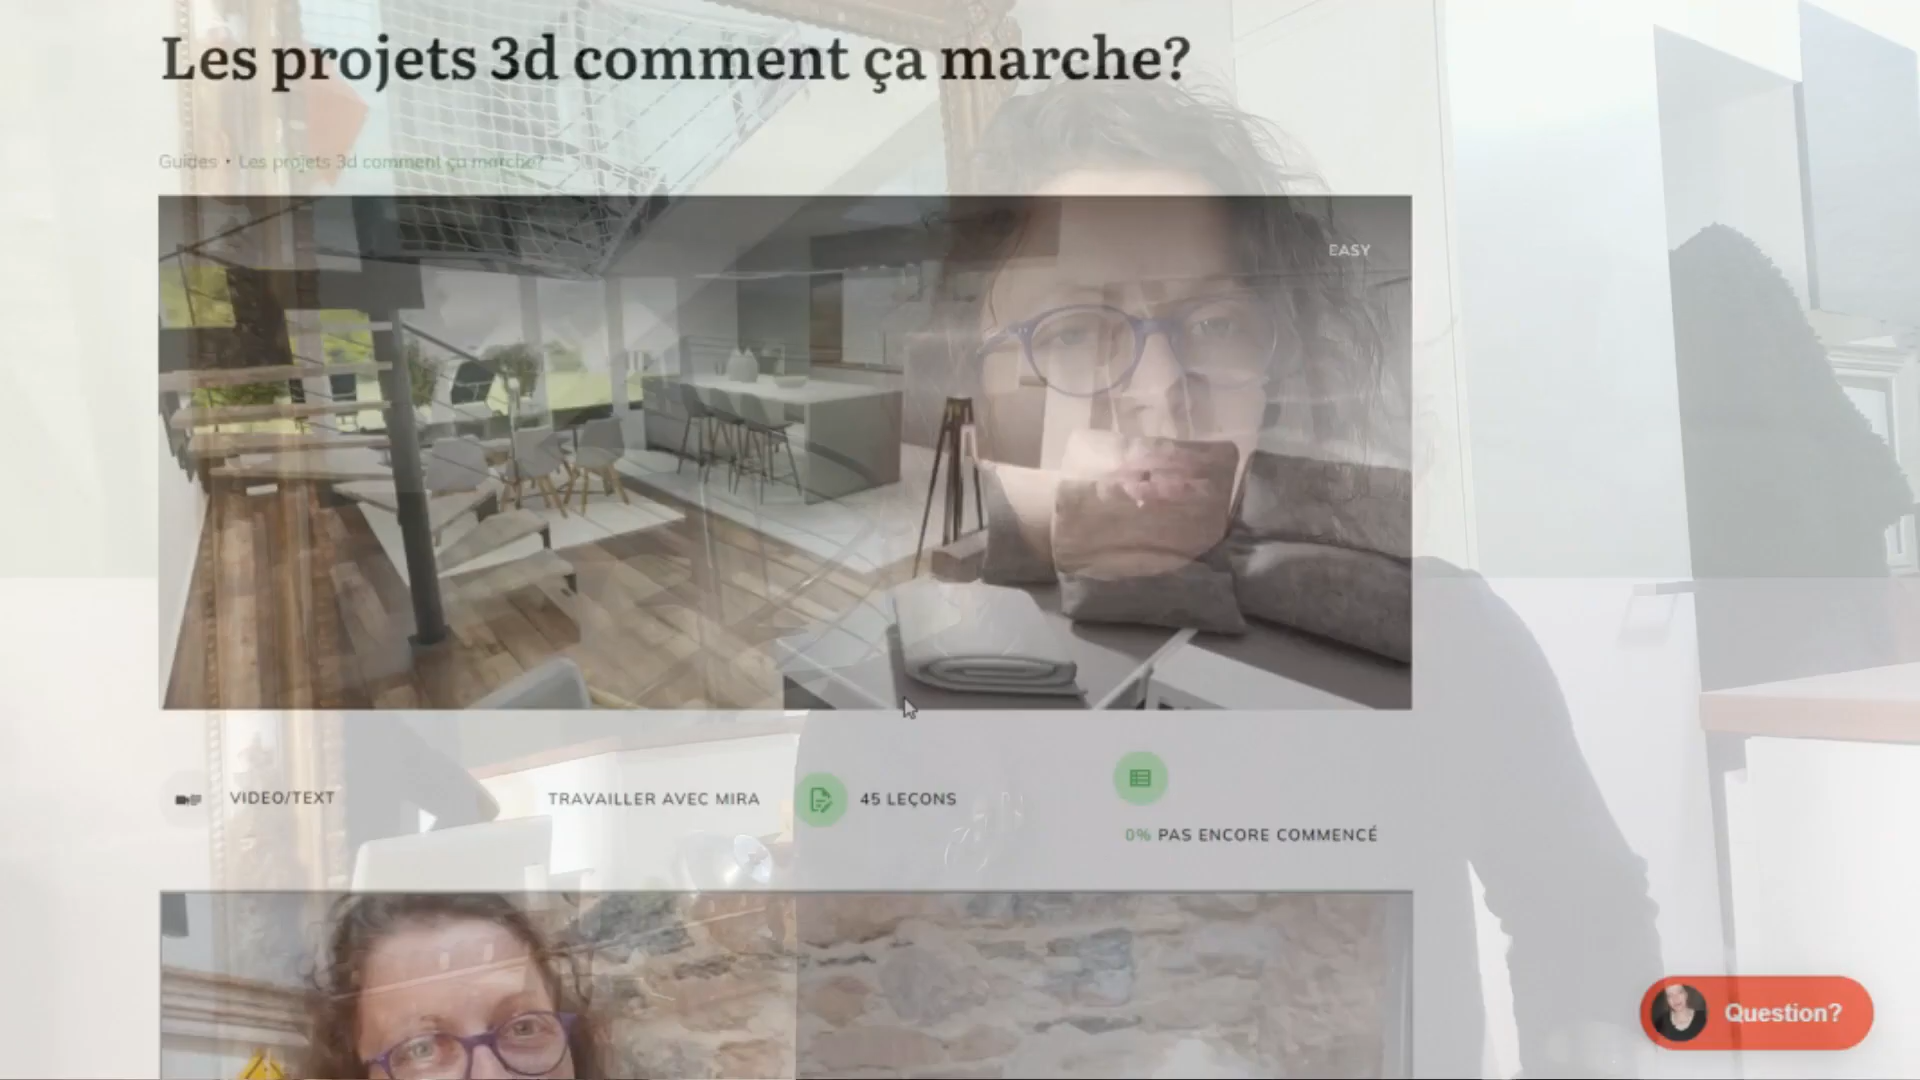 Les projets 3d comment ça marche?
Guides • Les projets 3d comment ça marche?
EASY
VIDEO/TEXT
TRAVAILLER AVEC MIRA
45 LEÇONS
0% PAS ENCORE COMMENCÉ
Question?